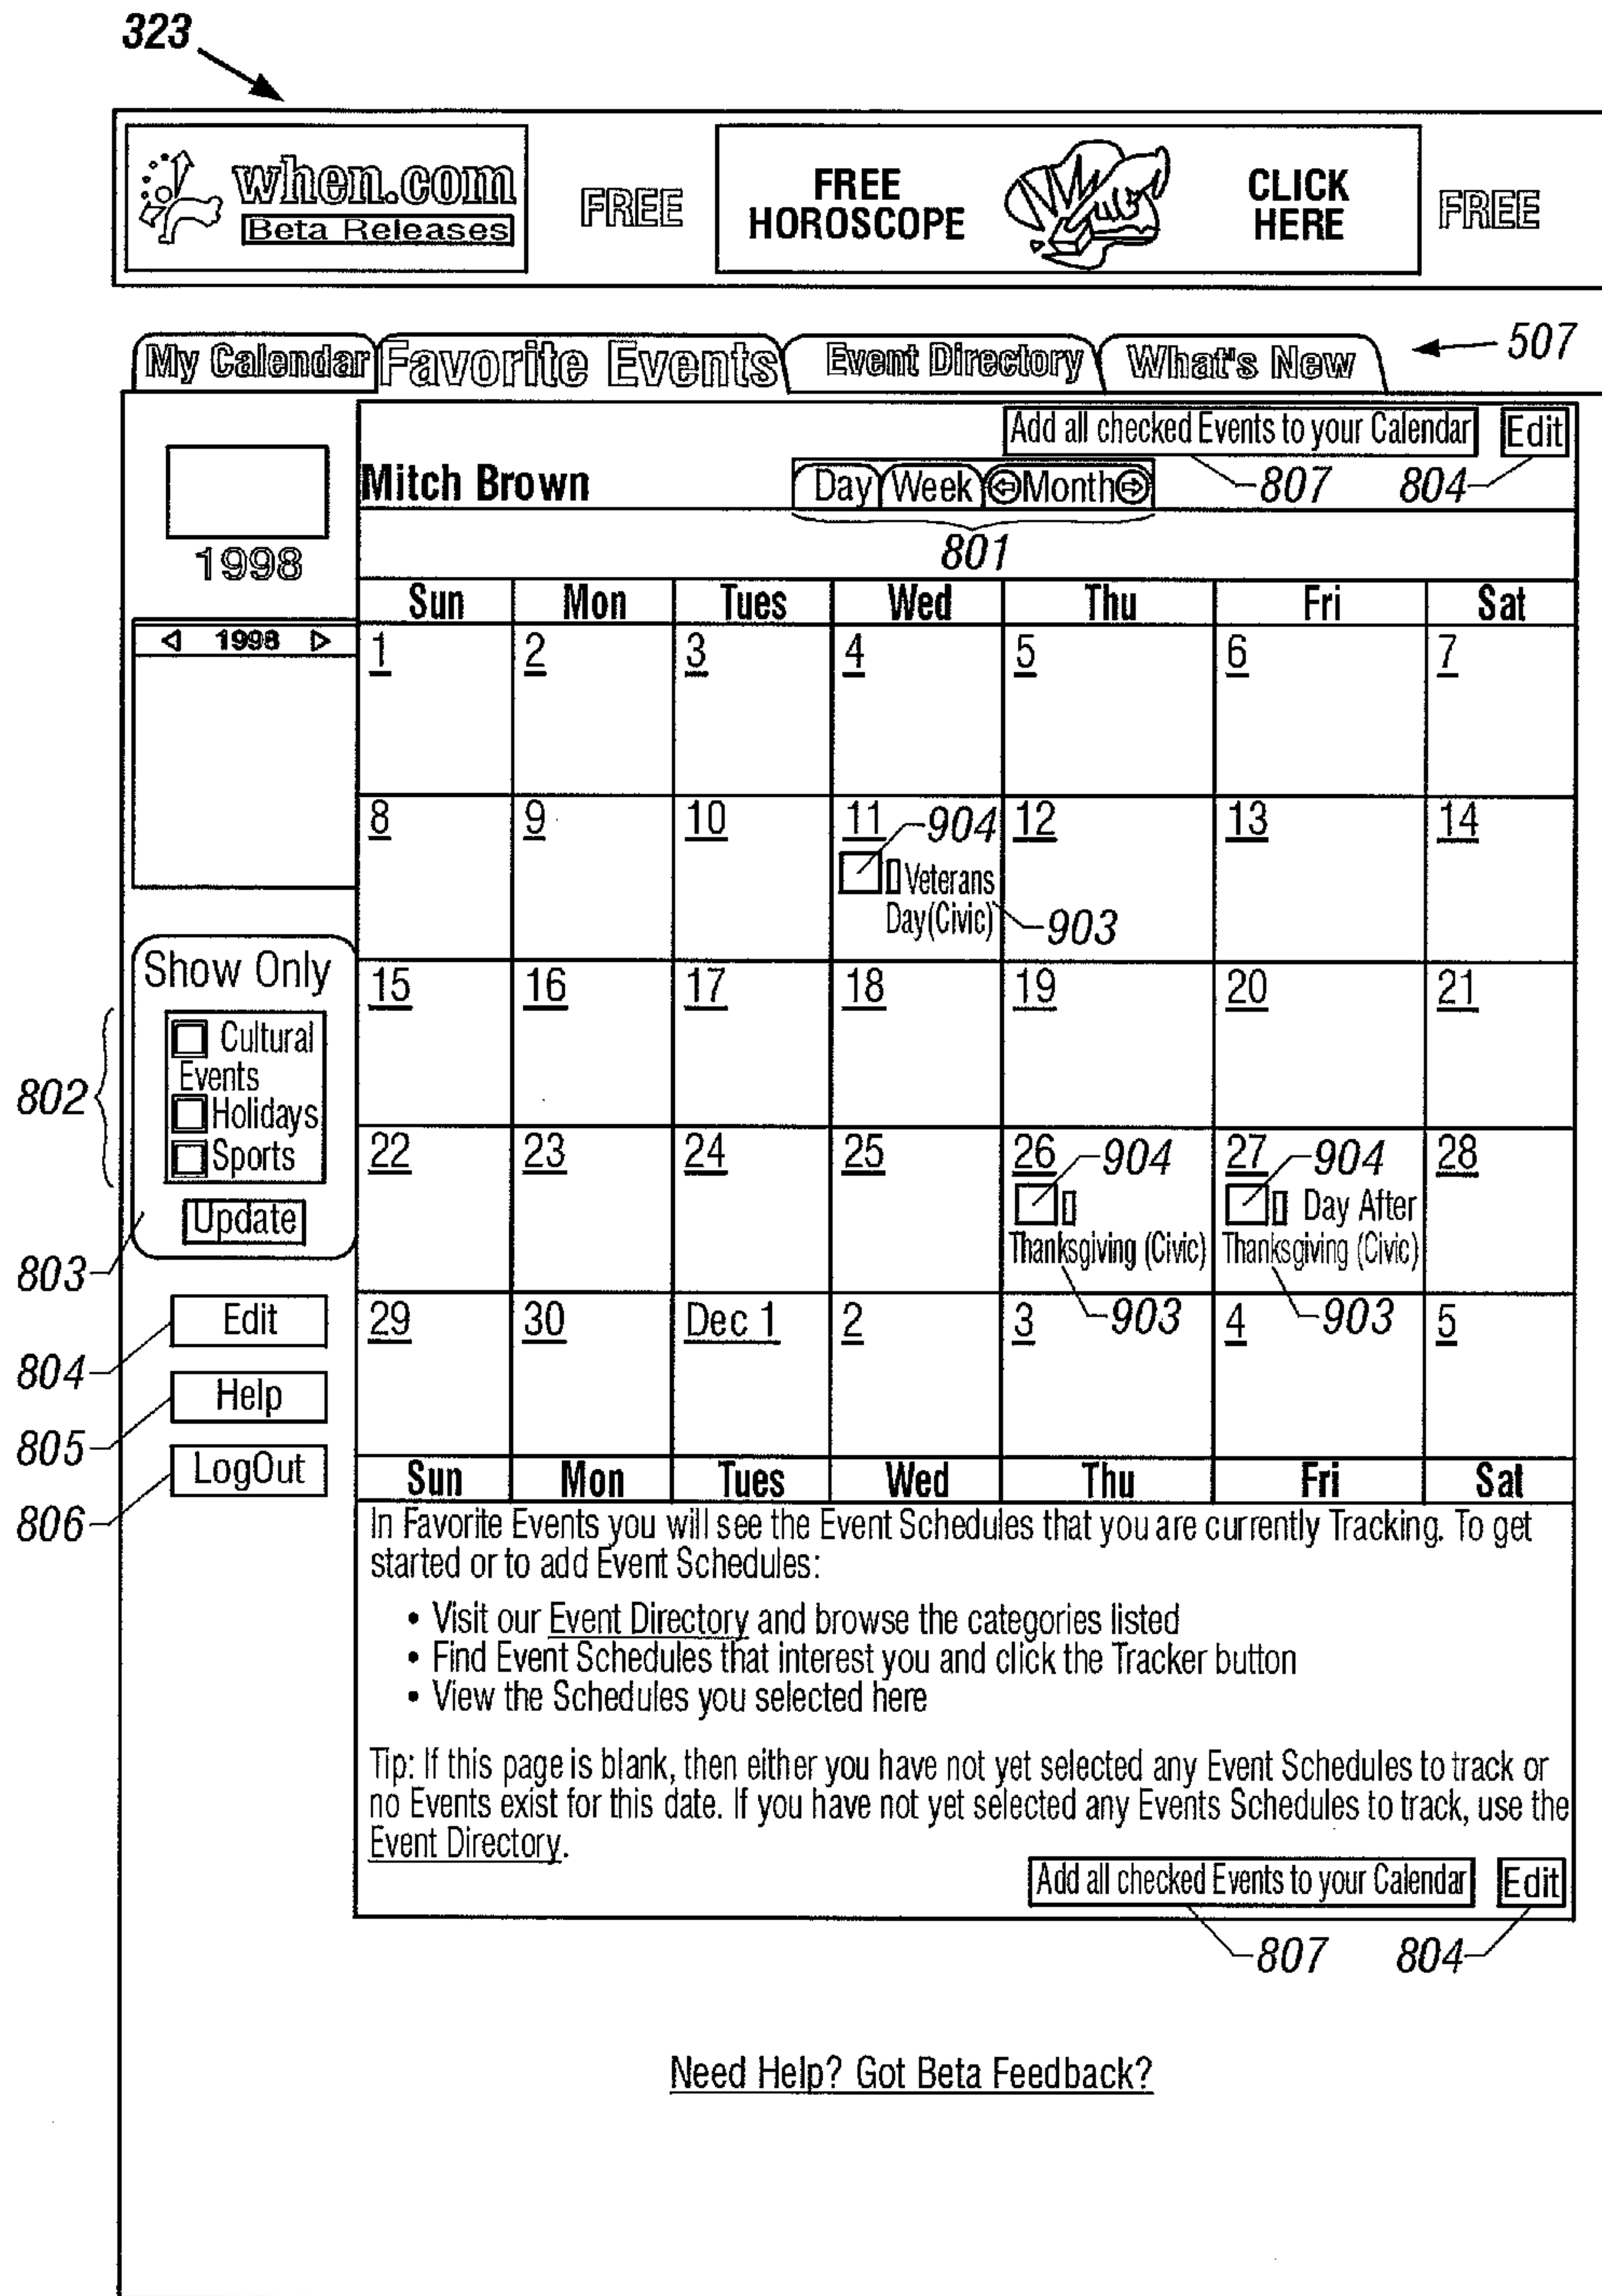 323
when.com
Beta Releases
FREE
FREE HOROSCOPE
CLICK HERE
FREE
My Calendar Favorite Events Event Directory What's New
507
Add all checked Events to your Calendar Edit
Mitch Brown Day Week Month
807 804
801
1998
1998
Sun Mon Tues Wed Thu Fri Sat
1 2 3 4 5 6 7
8 9 10 11 904 12 13 14
Veterans
Day(Civic) 903
Show Only
802
Cultural
Events
Holidays
Sports
Update
803
15 16 17 18 19 20 21
22 23 24 25 26 904 27 904 28
Day After
Thanksgiving (Civic) Thanksgiving (Civic)
903 903
29 30 Dec 1 2 3 4 5
Edit
804
Help
805
LogOut
806
Sun Mon Tues Wed Thu Fri Sat
In Favorite Events you will see the Event Schedules that you are currently Tracking. To get
started or to add Event Schedules:
• Visit our Event Directory and browse the categories listed
• Find Event Schedules that interest you and click the Tracker button
• View the Schedules you selected here
Tip: If this page is blank, then either you have not yet selected any Event Schedules to track or
no Events exist for this date. If you have not yet selected any Events Schedules to track, use the
Event Directory.
Add all checked Events to your Calendar Edit
807 804
Need Help? Got Beta Feedback?